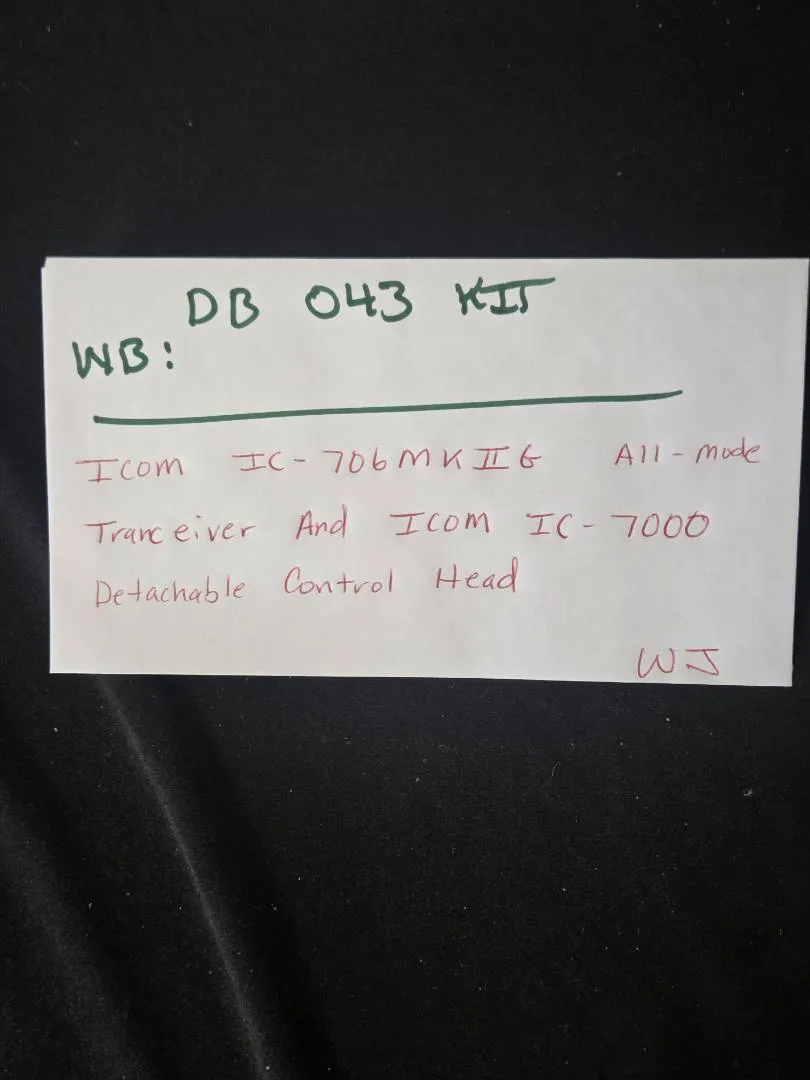 DB 043 KIT
WB:
Icom IC-706MKIIG All-mode
Tranceiver And Icom IC-7000
Detachable Control Head
WJ